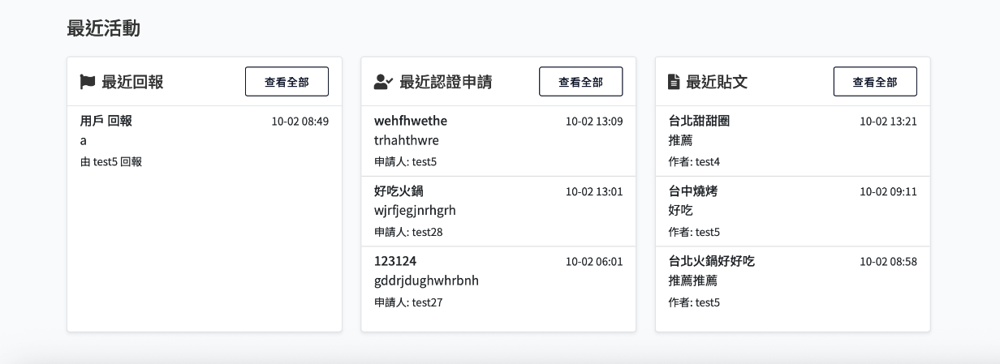 最近活動
最近回報 查看全部
用戶 回報 10-02 08:49
a
由 test5 回報
最近認證申請 查看全部
wehfhwethe 10-02 13:09
trhahthwre
申請人: test5
好吃火鍋 10-02 13:01
wjrfjegjnrhgrh
申請人: test28
123124 10-02 06:01
gddrjdughwhrbnh
申請人: test27
最近貼文 查看全部
台北甜甜圈 10-02 13:21
推薦
作者: test4
台中燒烤 10-02 09:11
好吃
作者: test5
台北火鍋好好吃 10-02 08:58
推薦推薦
作者: test5